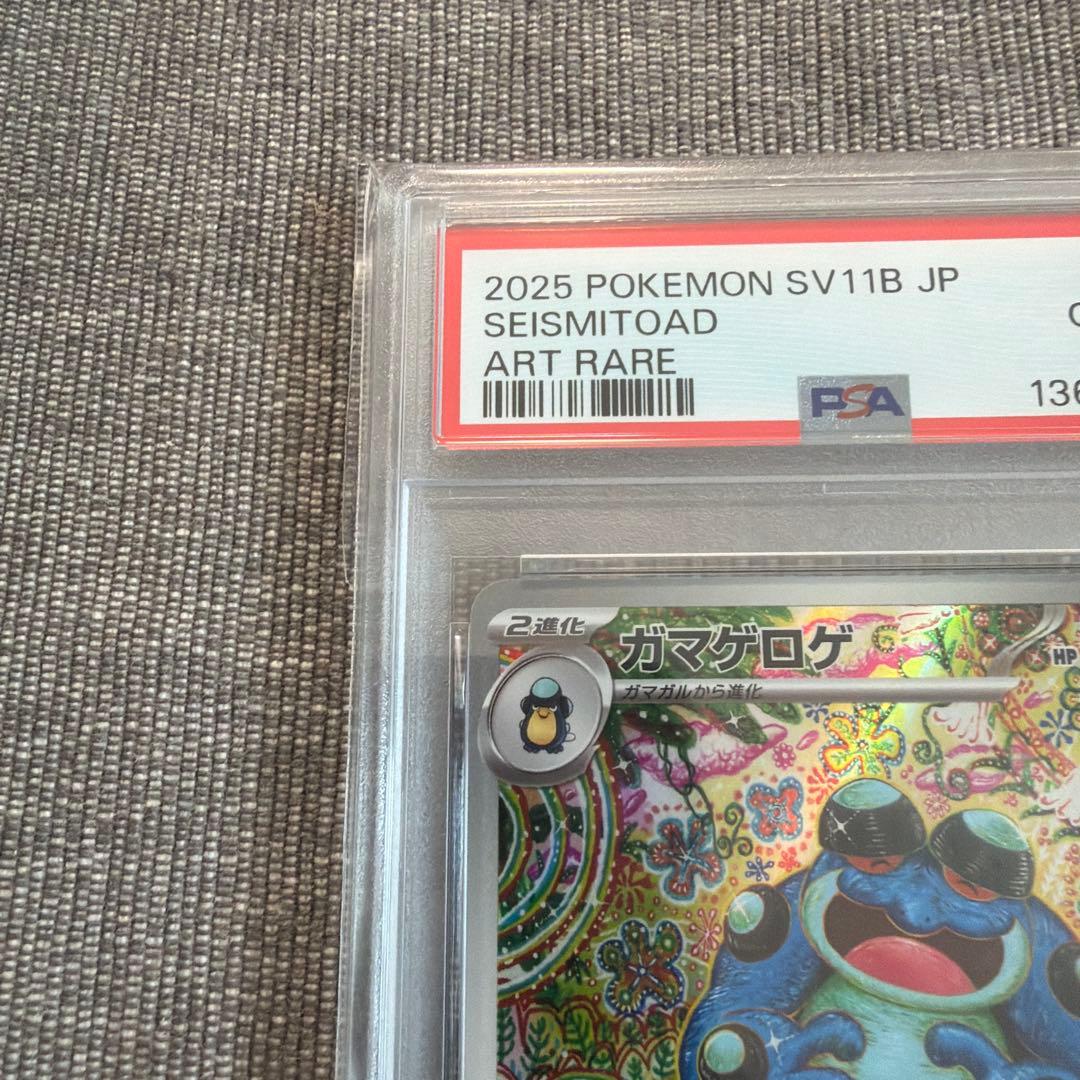 2025 POKEMON SV11B JP
SEISMITOAD
ART RARE
136
PSA
2進化
ガマゲロゲ
HP
ガマガルから進化